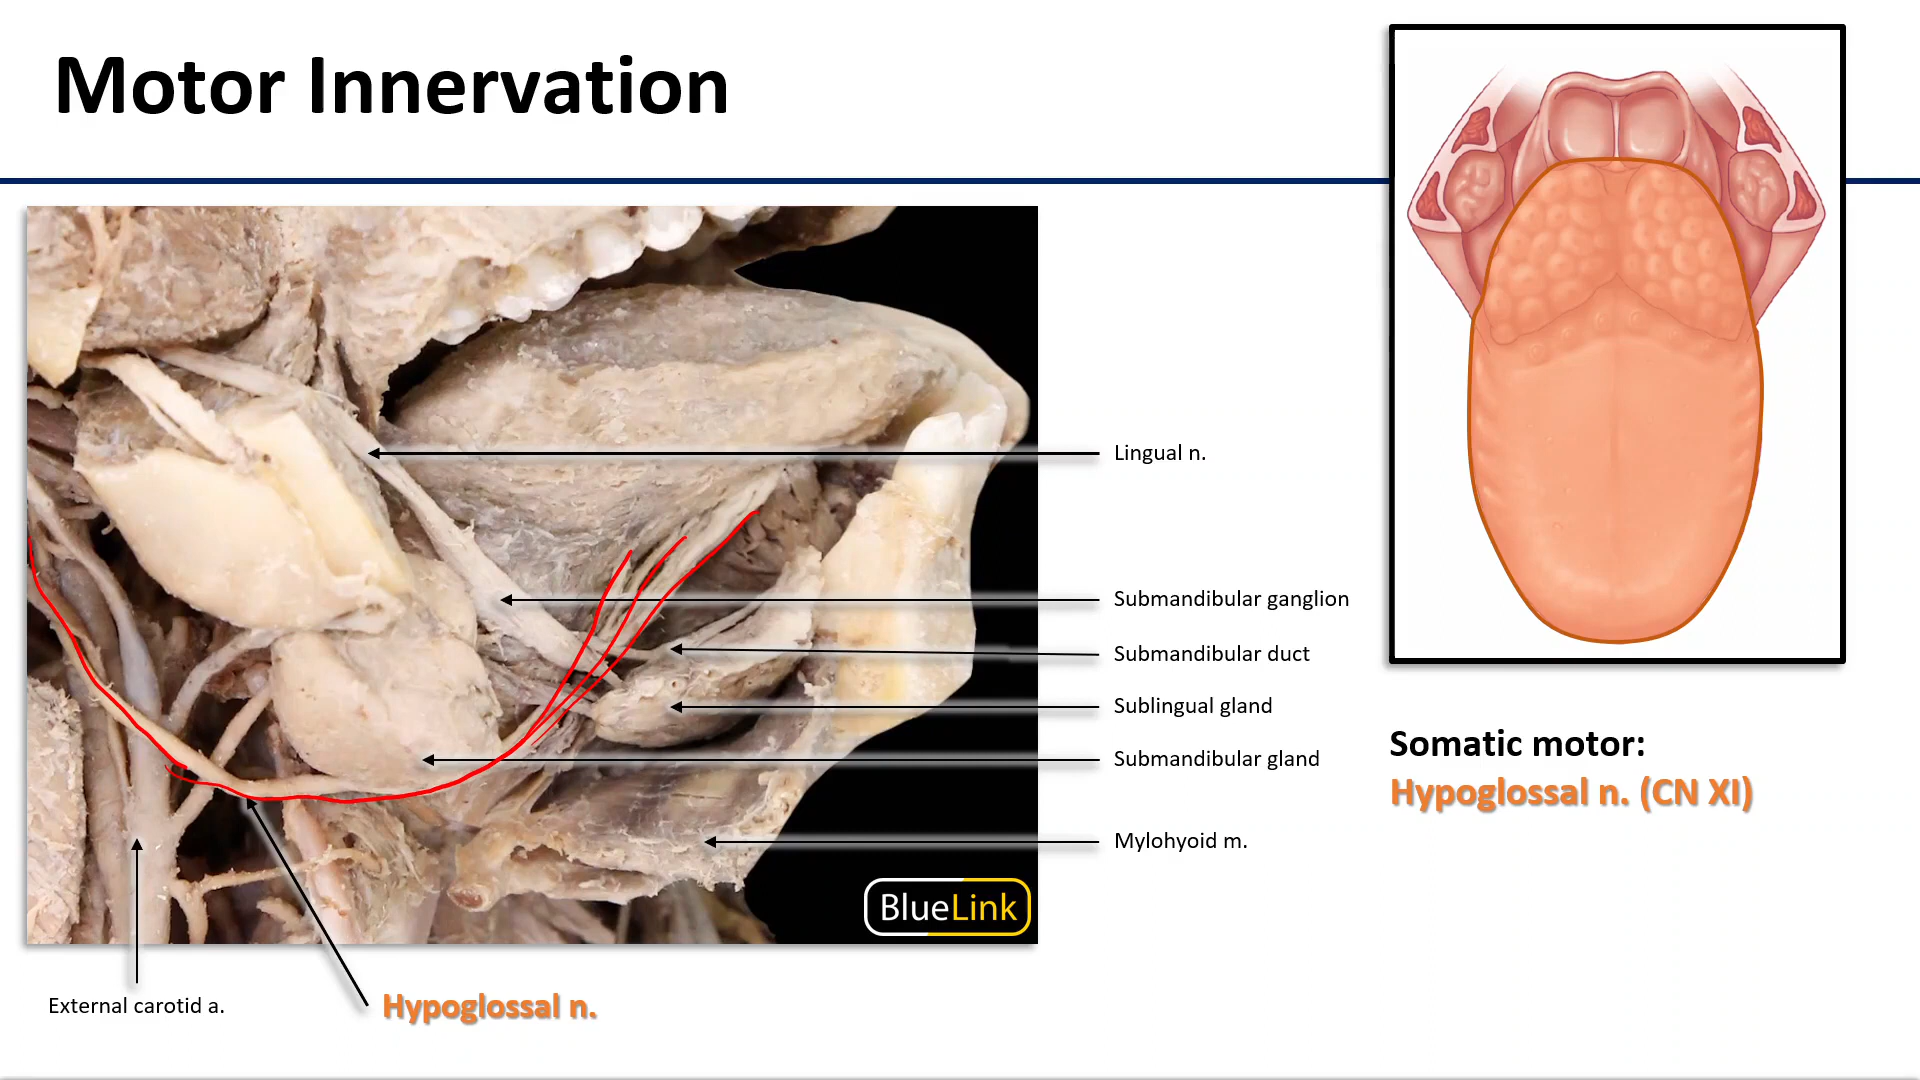 Motor Innervation
Lingual n.
Submandibular ganglion
Submandibular duct
Sublingual gland
Submandibular gland
Mylohyoid m.
BlueLink
External carotid a.
Hypoglossal n.
Somatic motor:
Hypoglossal n. (CN XI)